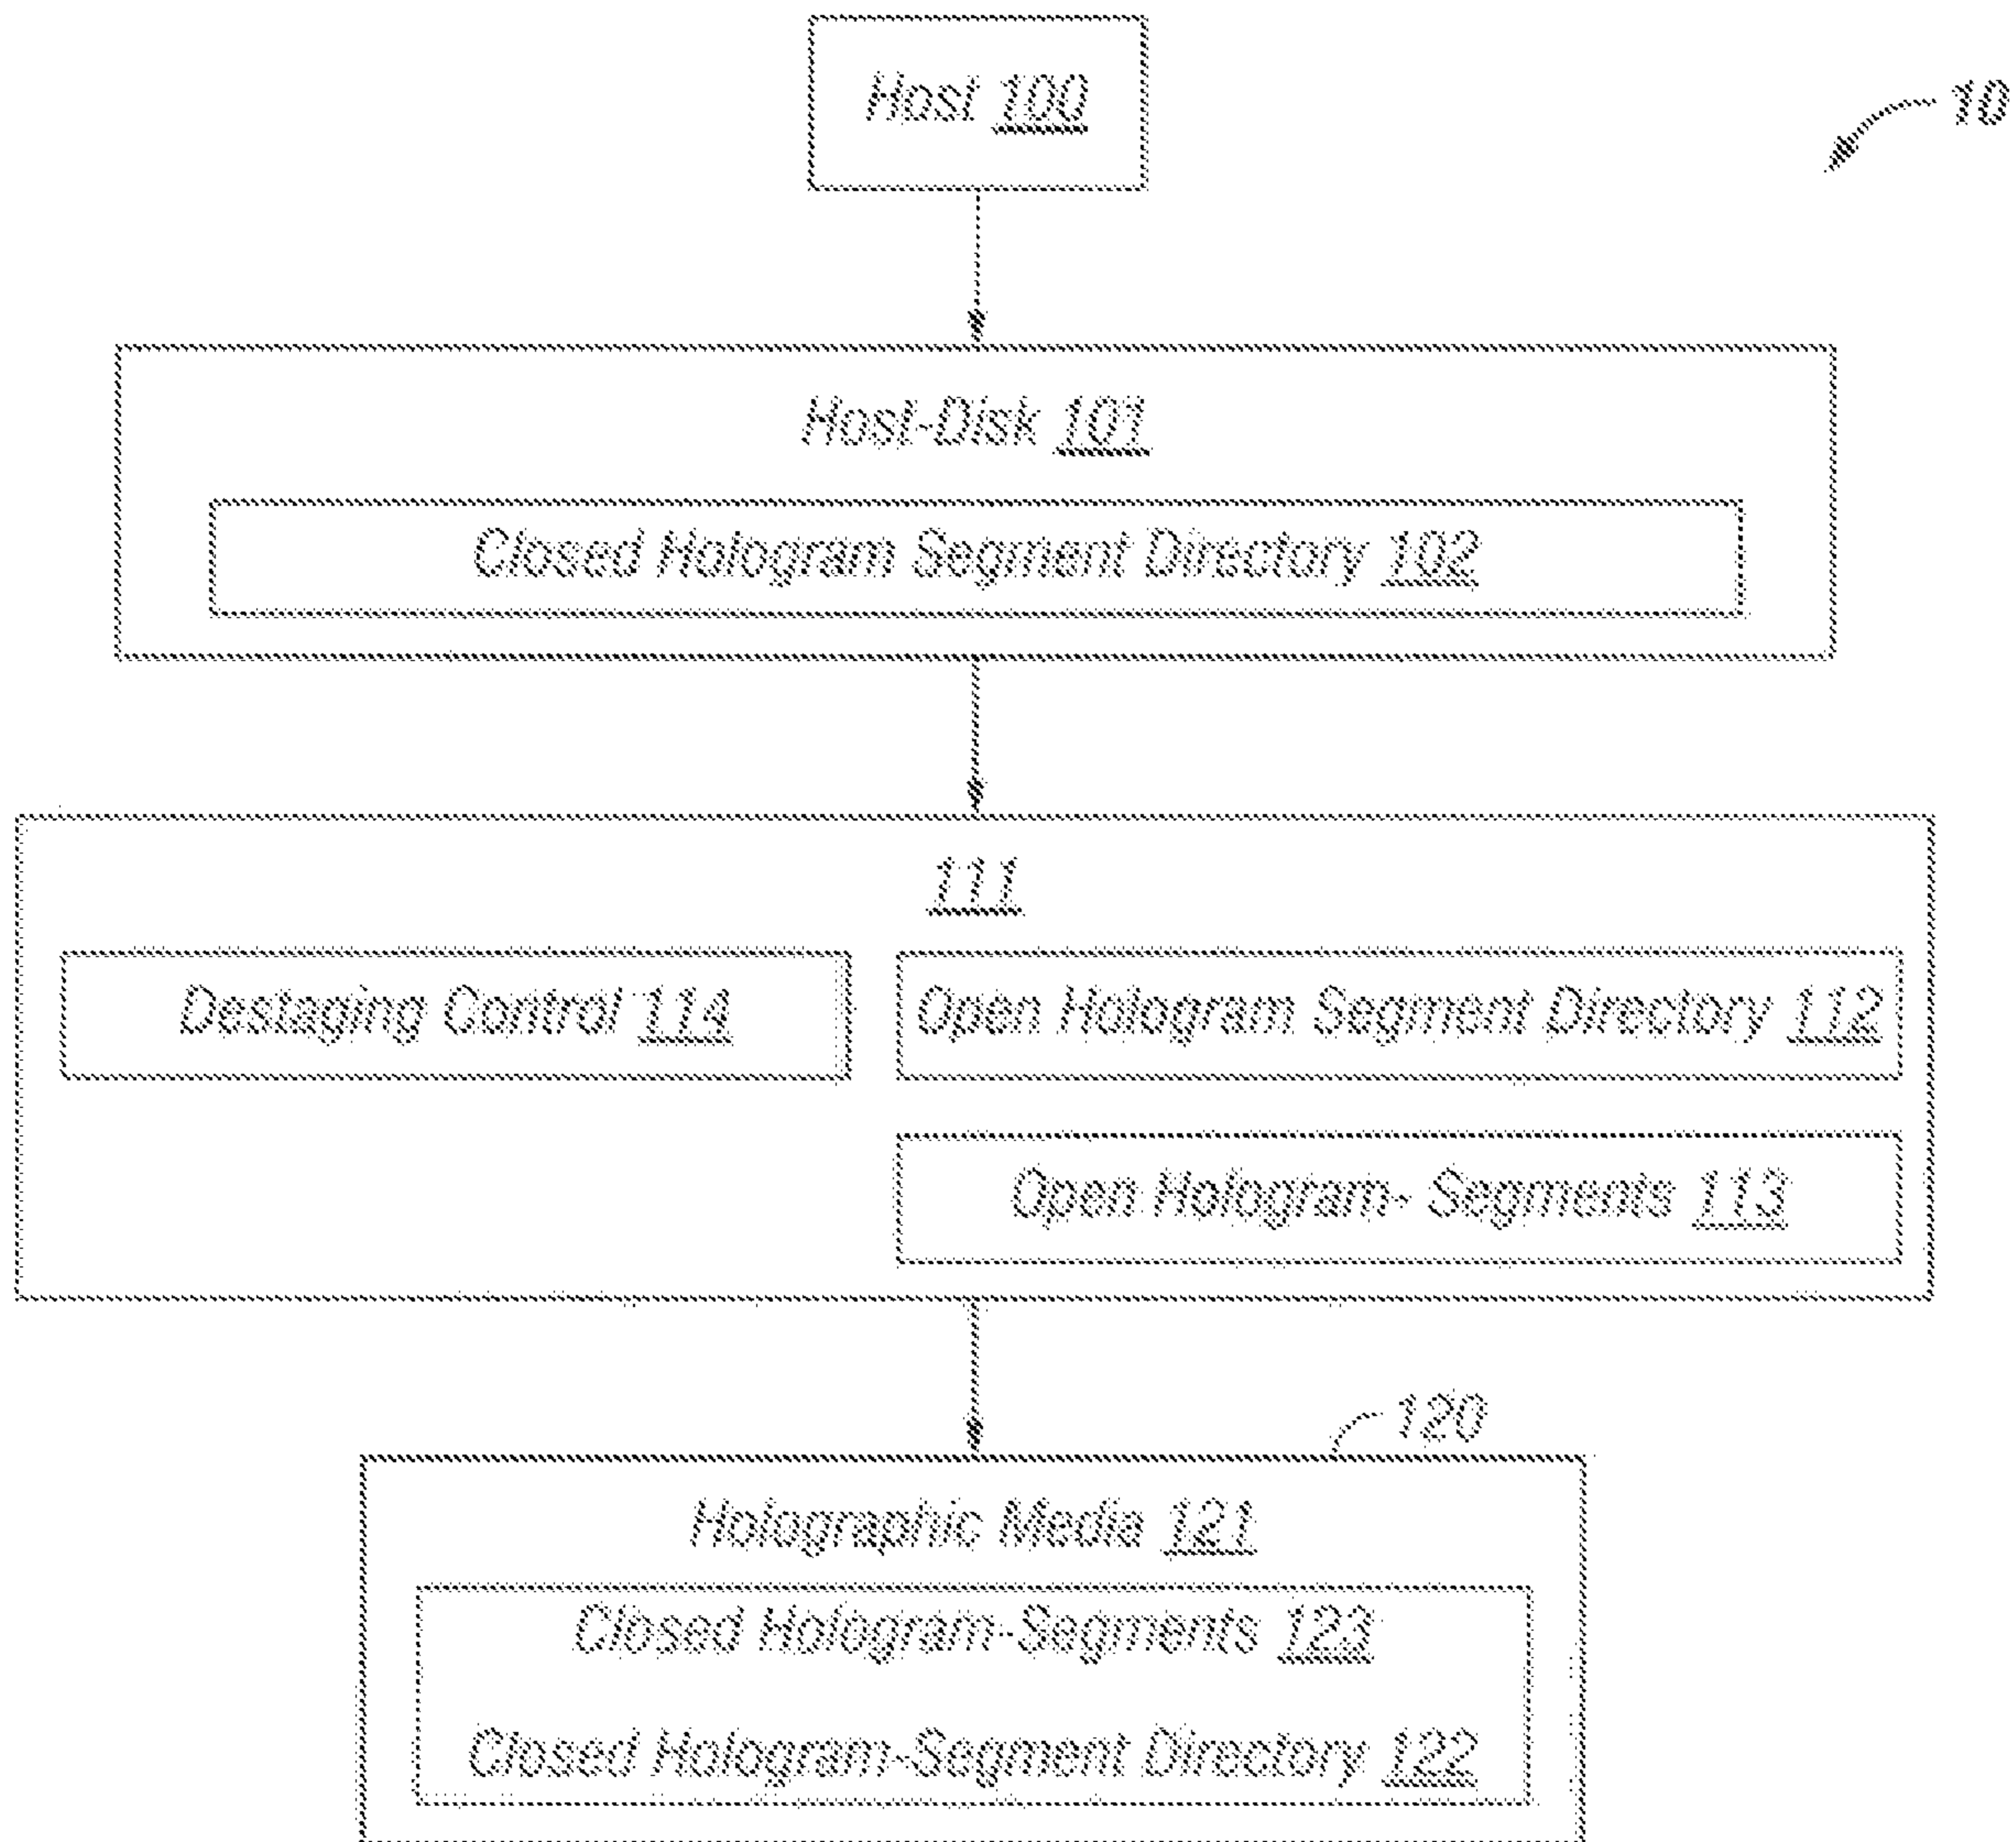 Host 100
10
Host-Disk 101
Closed Hologram Segment Directory 102
111
Destaging Control 114
Open Hologram Segment Directory 112
Open Hologram- Segments 113
120
Holographic Media 121
Closed Hologram-Segments 123
Closed Hologram-Segment Directory 122